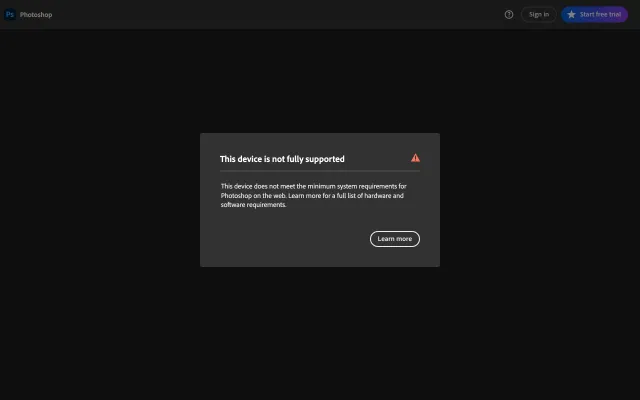 Ps Photoshop
Sign in
Start free trial
This device is not fully supported
This device does not meet the minimum system requirements for
Photoshop on the web. Learn more for a full list of hardware and
software requirements.
Learn more